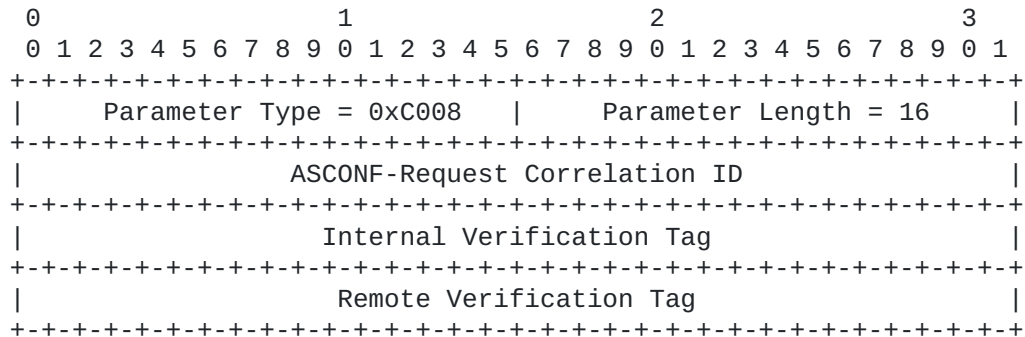 0                   1                   2                   3
 0 1 2 3 4 5 6 7 8 9 0 1 2 3 4 5 6 7 8 9 0 1 2 3 4 5 6 7 8 9 0 1
+-+-+-+-+-+-+-+-+-+-+-+-+-+-+-+-+-+-+-+-+-+-+-+-+-+-+-+-+-+-+-+-+
|     Parameter Type = 0xC008   |     Parameter Length = 16     |
+-+-+-+-+-+-+-+-+-+-+-+-+-+-+-+-+-+-+-+-+-+-+-+-+-+-+-+-+-+-+-+-+
|                 ASCONF-Request Correlation ID                 |
+-+-+-+-+-+-+-+-+-+-+-+-+-+-+-+-+-+-+-+-+-+-+-+-+-+-+-+-+-+-+-+-+
|                   Internal Verification Tag                   |
+-+-+-+-+-+-+-+-+-+-+-+-+-+-+-+-+-+-+-+-+-+-+-+-+-+-+-+-+-+-+-+-+
|                    Remote Verification Tag                    |
+-+-+-+-+-+-+-+-+-+-+-+-+-+-+-+-+-+-+-+-+-+-+-+-+-+-+-+-+-+-+-+-+